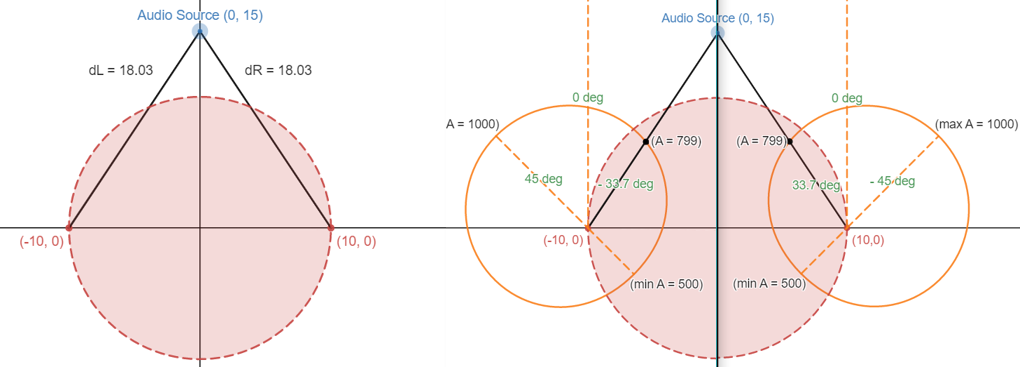 Audio Source (0, 15)
dL = 18.03
dR = 18.03
(-10, 0)
(10, 0)
Audio Source (0, 15)
0 deg
0 deg
A = 1000)
(A = 799)
(A = 799)
(max A = 1000)
45 deg
- 33.7 deg
33.7 deg
- 45 deg
(-10, 0)
(10,0)
(min A = 500)
(min A = 500)